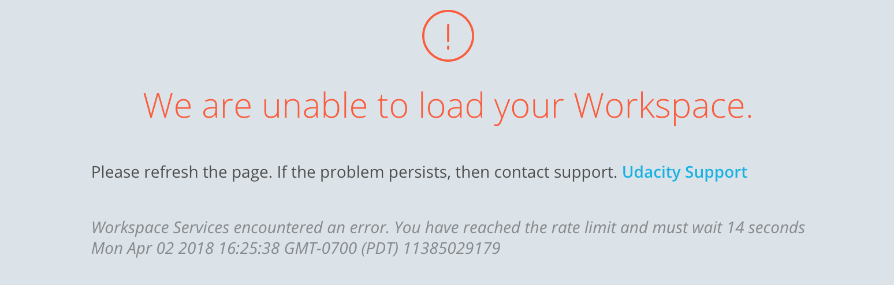 We are unable to load your Workspace.
Please refresh the page. If the problem persists, then contact support. Udacity Support
Workspace Services encountered an error. You have reached the rate limit and must wait 14 seconds
Mon Apr 02 2018 16:25:38 GMT-0700 (PDT) 11385029179